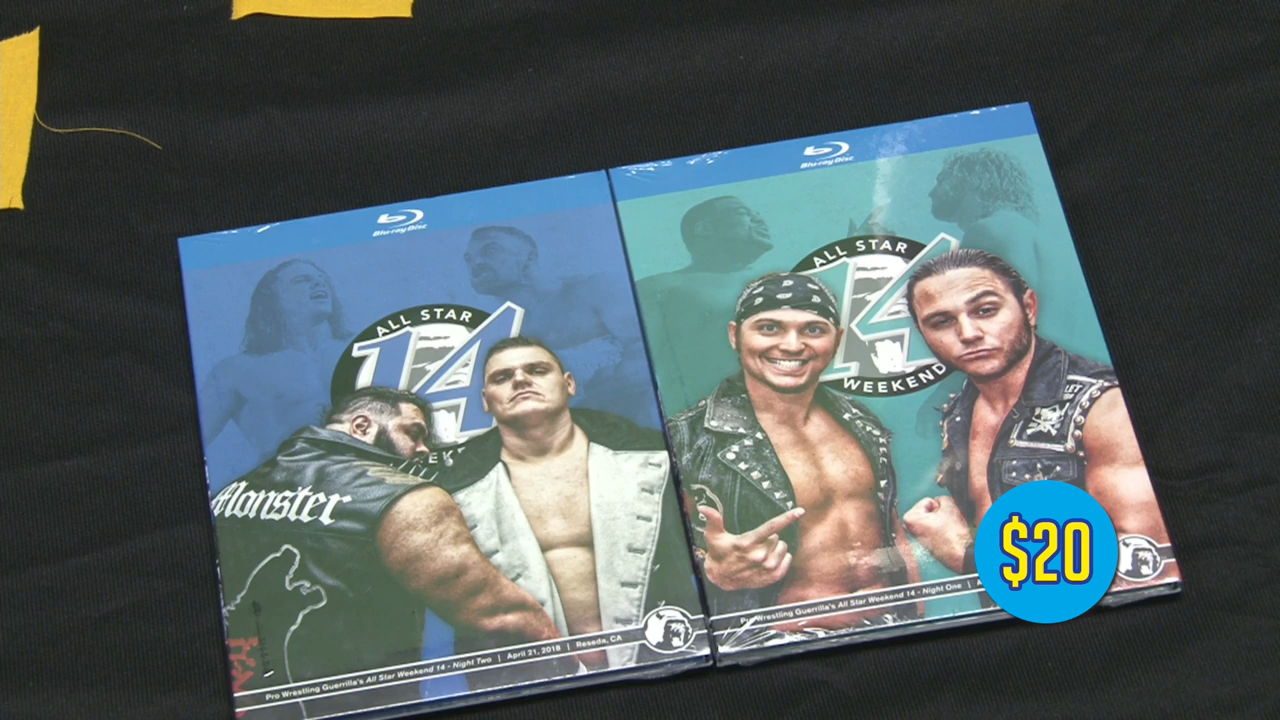 Blu-ray Disc
ALL STAR
14
WEEKEND
Monster
Pro Wrestling Guerrilla's All Star Weekend 14 - Night Two | April 21, 2018 | Reseda, CA
Blu-ray Disc
ALL STAR
14
WEEKEND
Pro Wrestling Guerrilla's All Star Weekend 14 - Night One |
$20